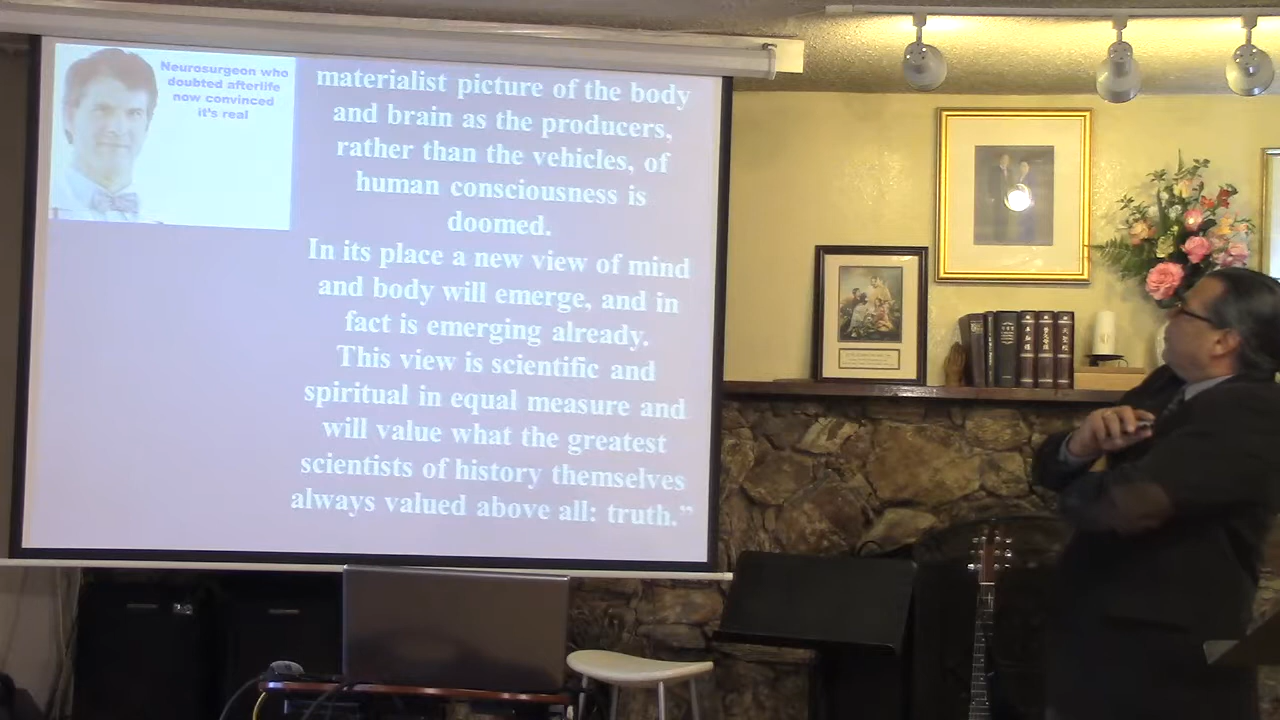 Neurosurgeon who
doubted afterlife
now convinced
it's real
materialist picture of the body
and brain as the producers,
rather than the vehicles, of
human consciousness is
doomed.
In its place a new view of mind
and body will emerge, and in
fact is emerging already.
This view is scientific and
spiritual in equal measure and
will value what the greatest
scientists of history themselves
always valued above all: truth.”